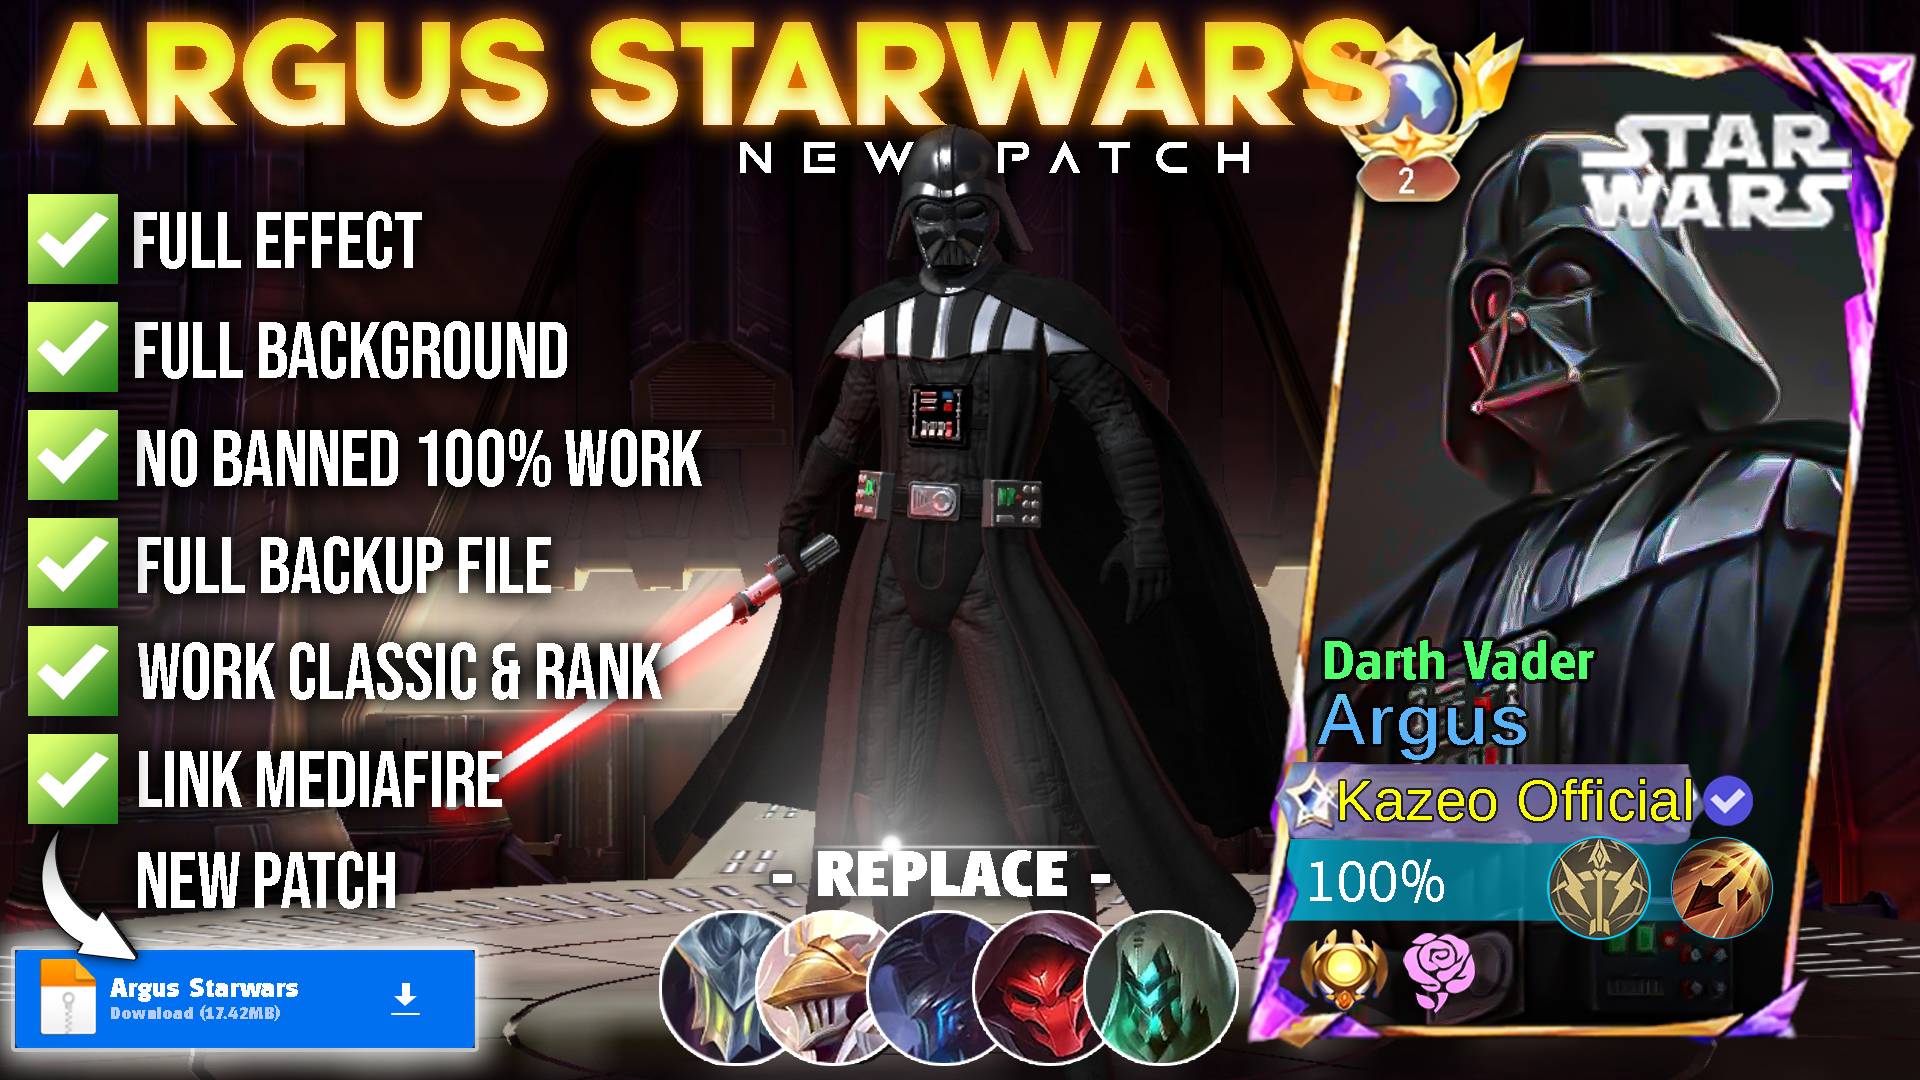 ARGUS STARWARS
NEW PATCH
2
STAR
WARS
FULL EFFECT
FULL BACKGROUND
NO BANNED 100% WORK
FULL BACKUP FILE
WORK CLASSIC & RANK
LINK MEDIAFIRE
NEW PATCH
Argus Starwars
Download (17.42MB)
- REPLACE -
Darth Vader
Argus
Kazeo Official
100%